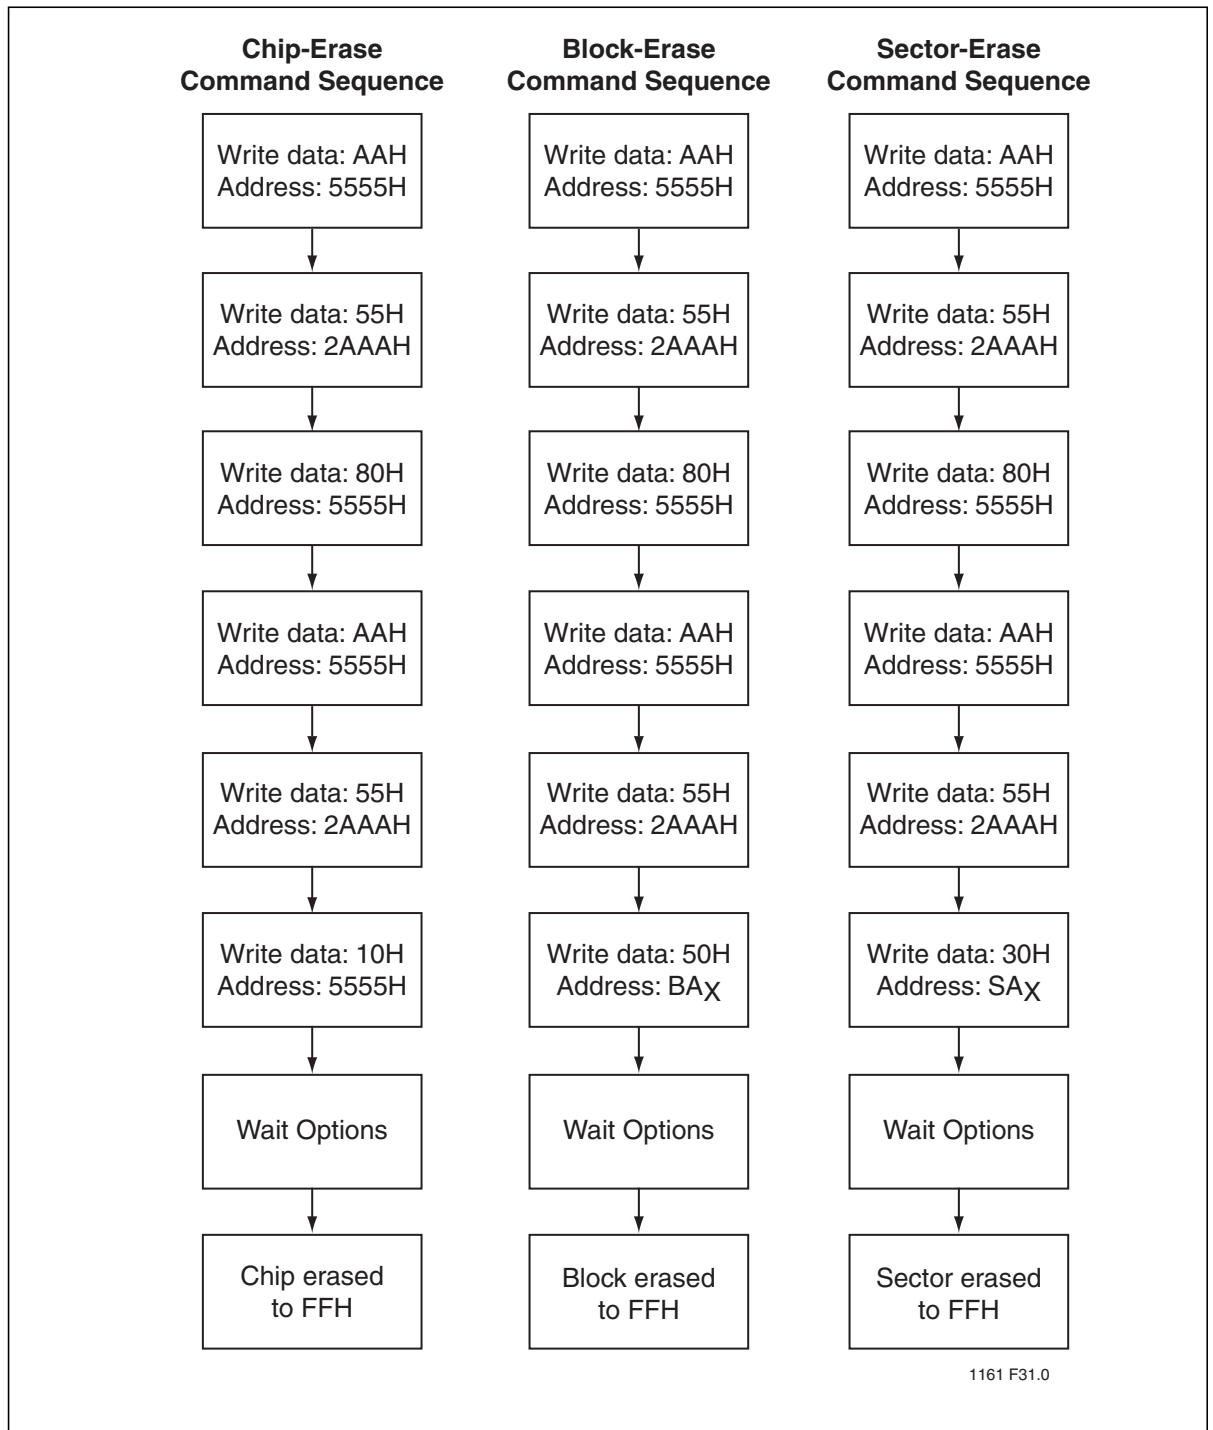 Chip-Erase
Command Sequence
Write data: AAH
Address: 5555H
Write data: 55H
Address: 2AAAH
Write data: 80H
Address: 5555H
Write data: AAH
Address: 5555H
Write data: 55H
Address: 2AAAH
Write data: 10H
Address: 5555H
Wait Options
Chip erased
to FFH
Block-Erase
Command Sequence
Write data: AAH
Address: 5555H
Write data: 55H
Address: 2AAAH
Write data: 80H
Address: 5555H
Write data: AAH
Address: 5555H
Write data: 55H
Address: 2AAAH
Write data: 50H
Address: BAX
Wait Options
Block erased
to FFH
Sector-Erase
Command Sequence
Write data: AAH
Address: 5555H
Write data: 55H
Address: 2AAAH
Write data: 80H
Address: 5555H
Write data: AAH
Address: 5555H
Write data: 55H
Address: 2AAAH
Write data: 30H
Address: SAX
Wait Options
Sector erased
to FFH
1161 F31.0